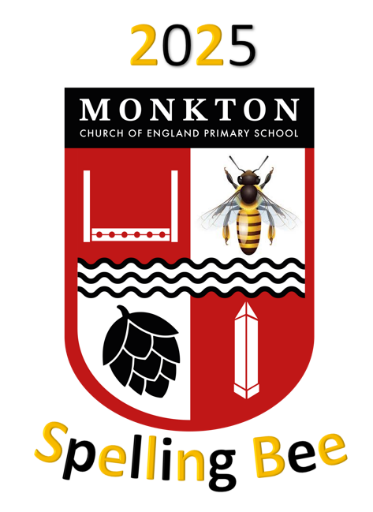 2025
MONKTON
CHURCH OF ENGLAND PRIMARY SCHOOL
Spelling Bee